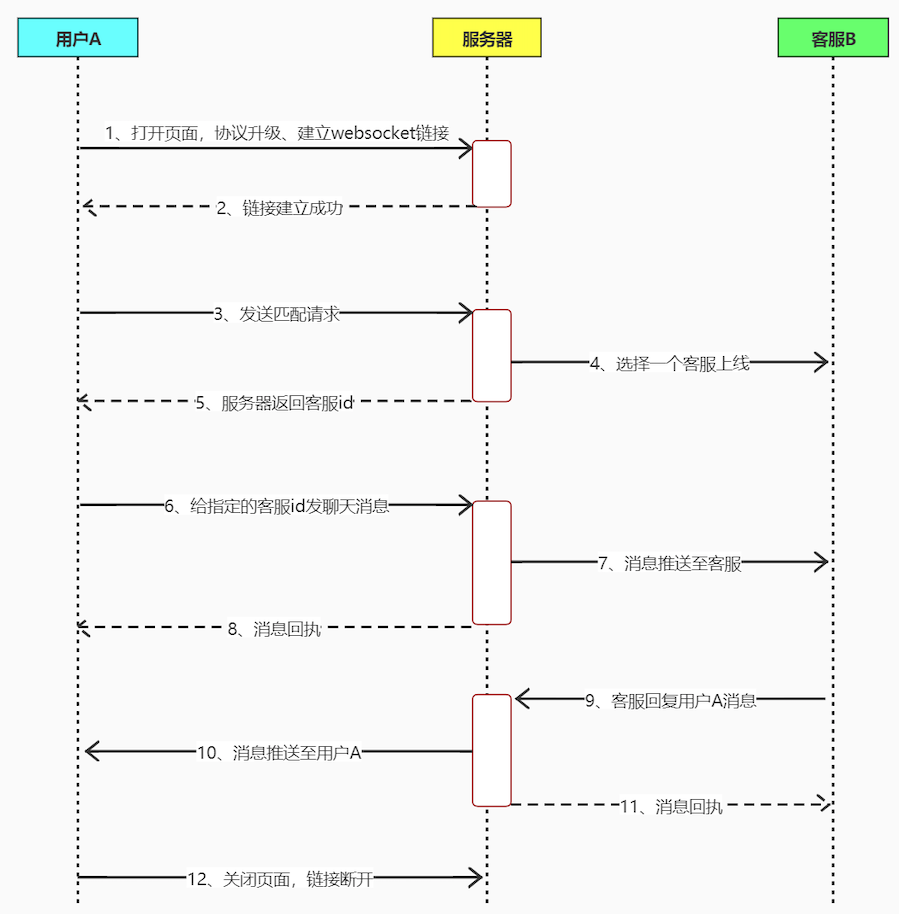 用户A
服务器
客服B
1、打开页面，协议升级、建立websocket链接
2、链接建立成功
3、发送匹配请求
4、选择一个客服上线
5、服务器返回客服id
6、给指定的客服id发聊天消息
7、消息推送至客服
8、消息回执
9、客服回复用户A消息
10、消息推送至用户A
11、消息回执
12、关闭页面，链接断开